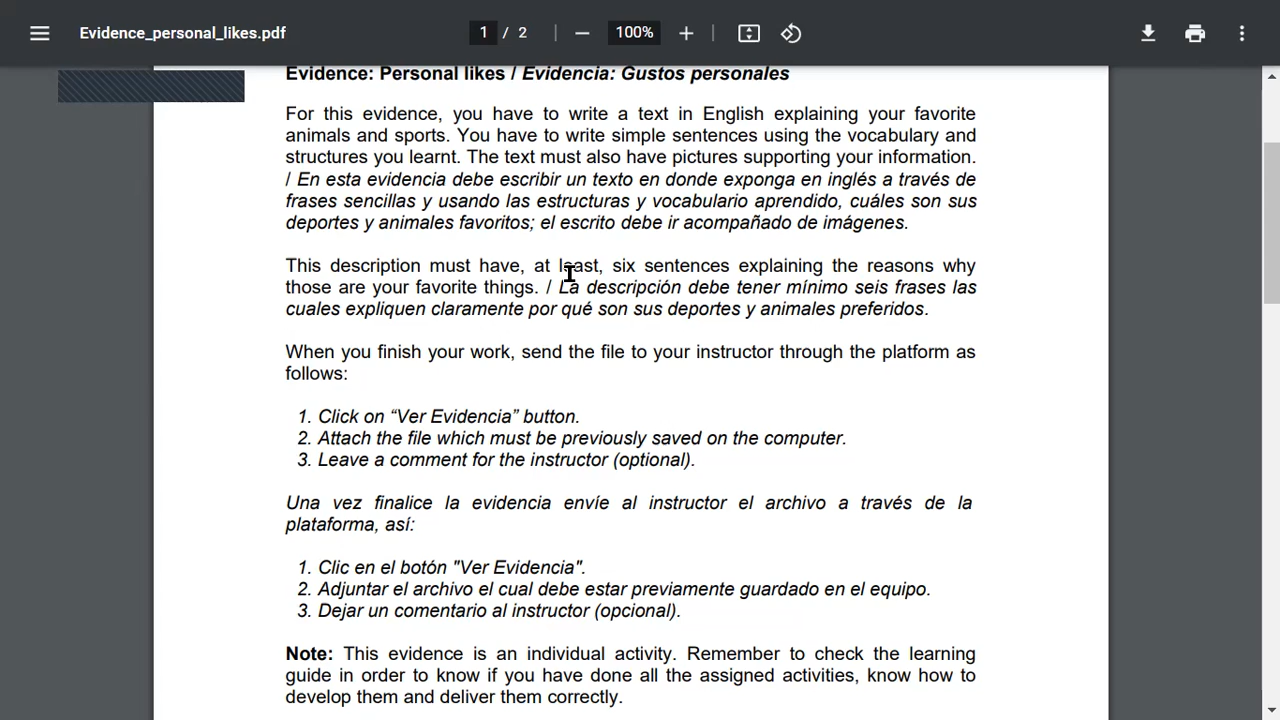 Evidence_personal_likes.pdf
1 / 2
100%
Evidence: Personal likes / Evidencia: Gustos personales
For this evidence, you have to write a text in English explaining your favorite
animals and sports. You have to write simple sentences using the vocabulary and
structures you learnt. The text must also have pictures supporting your information.
/ En esta evidencia debe escribir un texto en donde exponga en inglés a través de
frases sencillas y usando las estructuras y vocabulario aprendido, cuáles son sus
deportes y animales favoritos; el escrito debe ir acompañado de imágenes.
This description must have, at least, six sentences explaining the reasons why
those are your favorite things. / La descripción debe tener mínimo seis frases las
cuales expliquen claramente por qué son sus deportes y animales preferidos.
When you finish your work, send the file to your instructor through the platform as
follows:
1. Click on “Ver Evidencia” button.
2. Attach the file which must be previously saved on the computer.
3. Leave a comment for the instructor (optional).
Una vez finalice la evidencia envíe al instructor el archivo a través de la
plataforma, así:
1. Clic en el botón "Ver Evidencia".
2. Adjuntar el archivo el cual debe estar previamente guardado en el equipo.
3. Dejar un comentario al instructor (opcional).
Note: This evidence is an individual activity. Remember to check the learning
guide in order to know if you have done all the assigned activities, know how to
develop them and deliver them correctly.